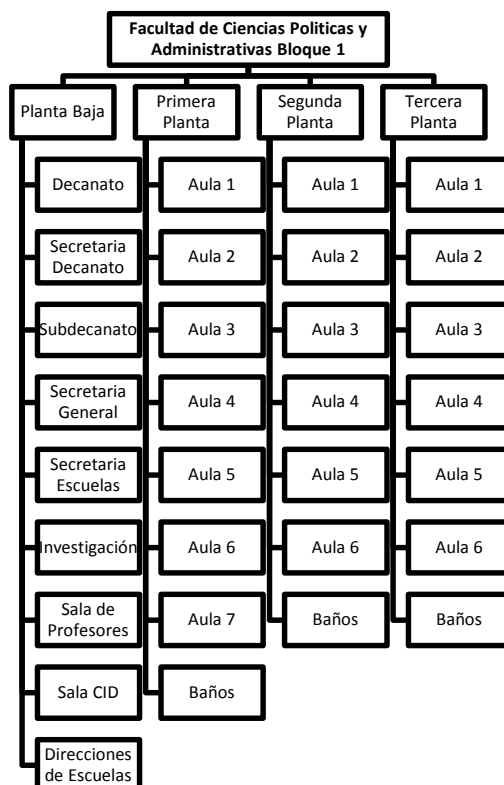 Facultad de Ciencias Politicas y
Administrativas Bloque 1
Planta Baja
Decanato
Secretaria
Decanato
Subdecanato
Secretaria
General
Secretaria
Escuelas
Investigación
Sala de
Profesores
Sala CID
Direcciones
de Escuelas
Primera
Planta
Aula 1
Aula 2
Aula 3
Aula 4
Aula 5
Aula 6
Aula 7
Baños
Segunda
Planta
Aula 1
Aula 2
Aula 3
Aula 4
Aula 5
Aula 6
Baños
Tercera
Planta
Aula 1
Aula 2
Aula 3
Aula 4
Aula 5
Aula 6
Baños